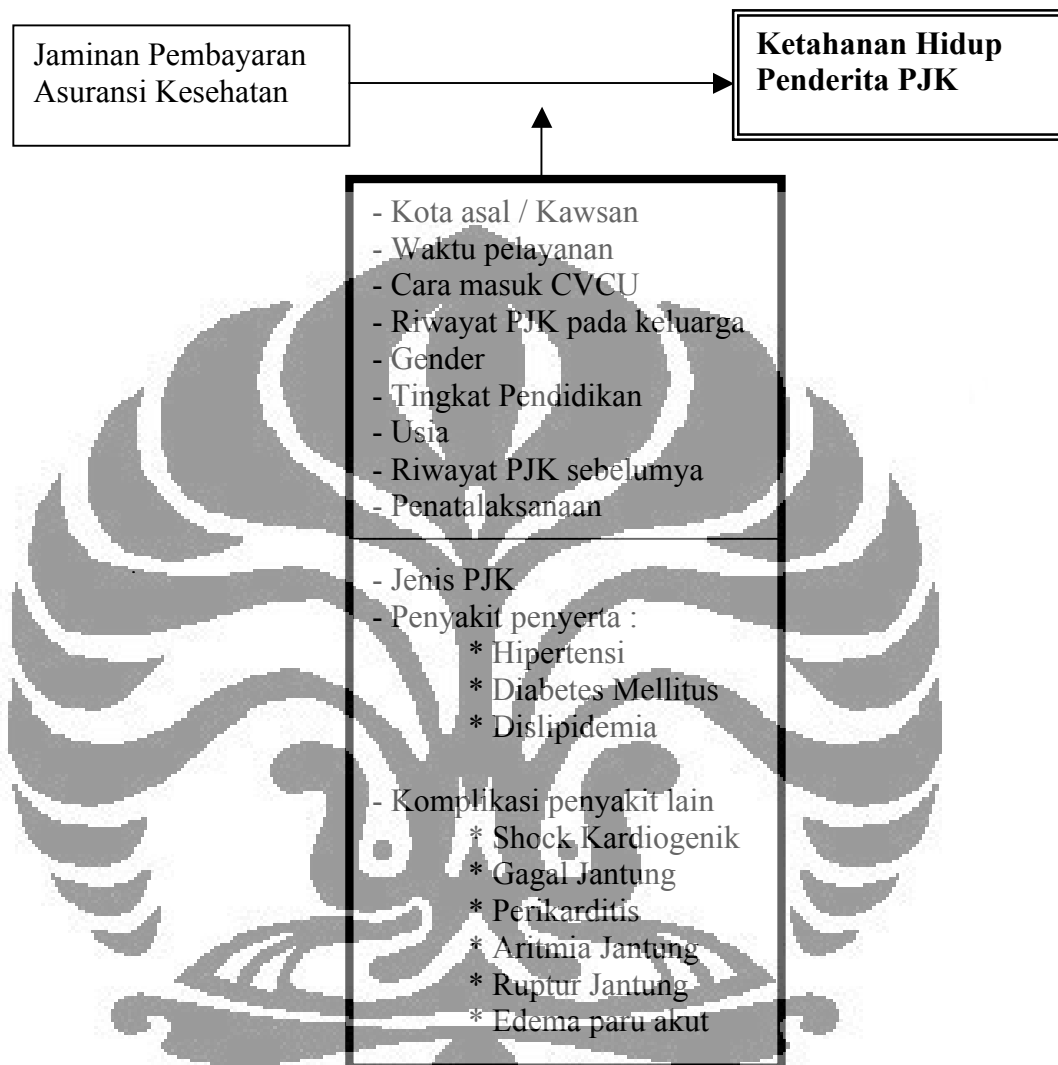 Jaminan Pembayaran
Asuransi Kesehatan
Ketahanan Hidup
Penderita PJK
- Kota asal / Kawsan
- Waktu pelayanan
- Cara masuk CVCU
- Riwayat PJK pada keluarga
- Gender
- Tingkat Pendidikan
- Usia
- Riwayat PJK sebelumya
- Penatalaksanaan
- Jenis PJK
- Penyakit penyerta :
* Hipertensi
* Diabetes Mellitus
* Dislipidemia
- Komplikasi penyakit lain
* Shock Kardiogenik
* Gagal Jantung
* Perikarditis
* Aritmia Jantung
* Ruptur Jantung
* Edema paru akut